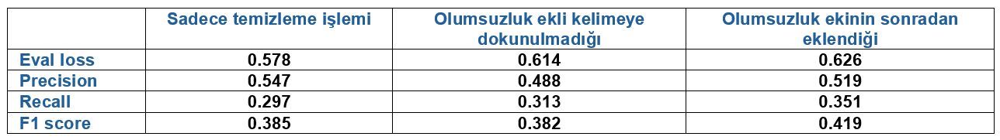 Sadece temizleme işlemi Olumsuzluk ekli kelimeye dokunulmadığı Olumsuzluk ekinin sonradan eklendiği
Eval loss 0.578 0.614 0.626
Precision 0.547 0.488 0.519
Recall 0.297 0.313 0.351
F1 score 0.385 0.382 0.419